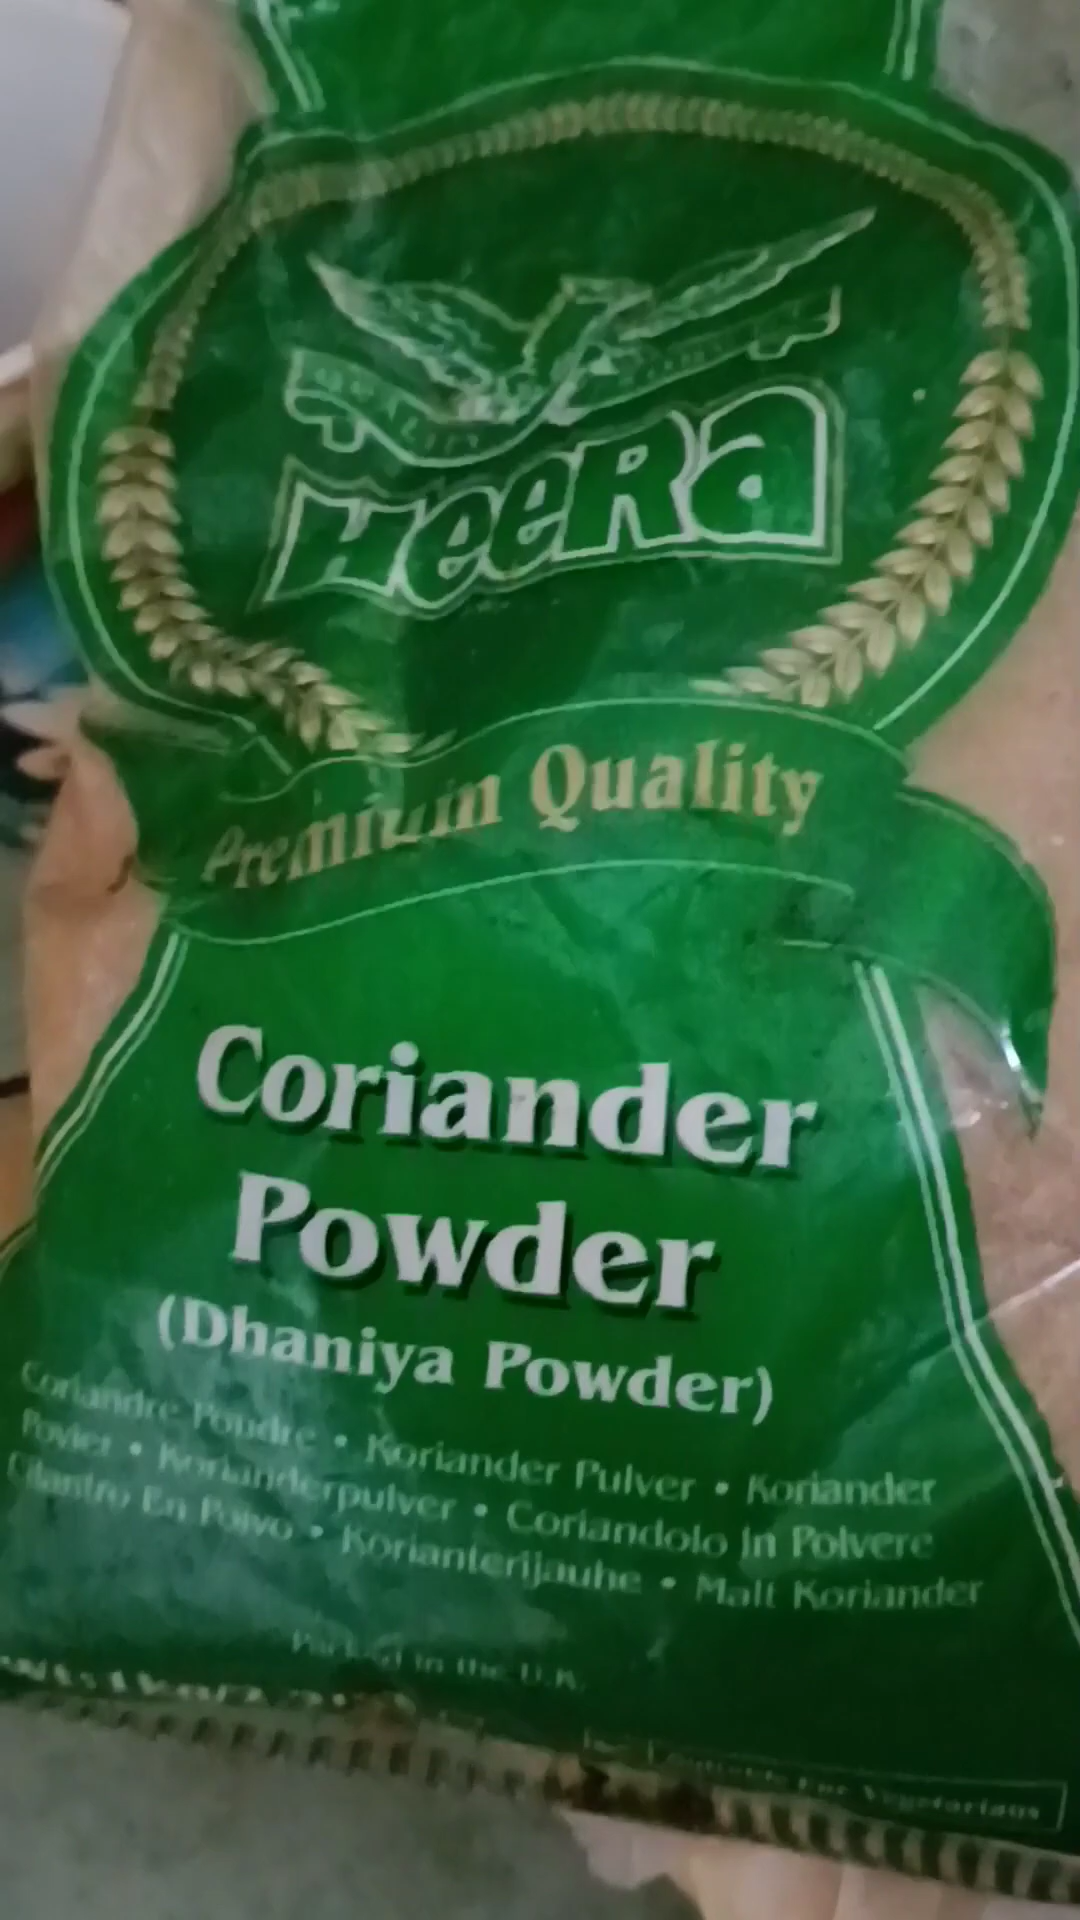 QUALITY
HEERA
Premium Quality
Coriander
Powder
(Dhaniya Powder)
Coriandre Poudre • Koriander Pulver • Koriander
Povier • Korianderpulver • Coriandolo In Polvere
Cilantro En Polvo • Korianterijauhe • Malt Koriander
Packed in the U.K.
For Vegetarians